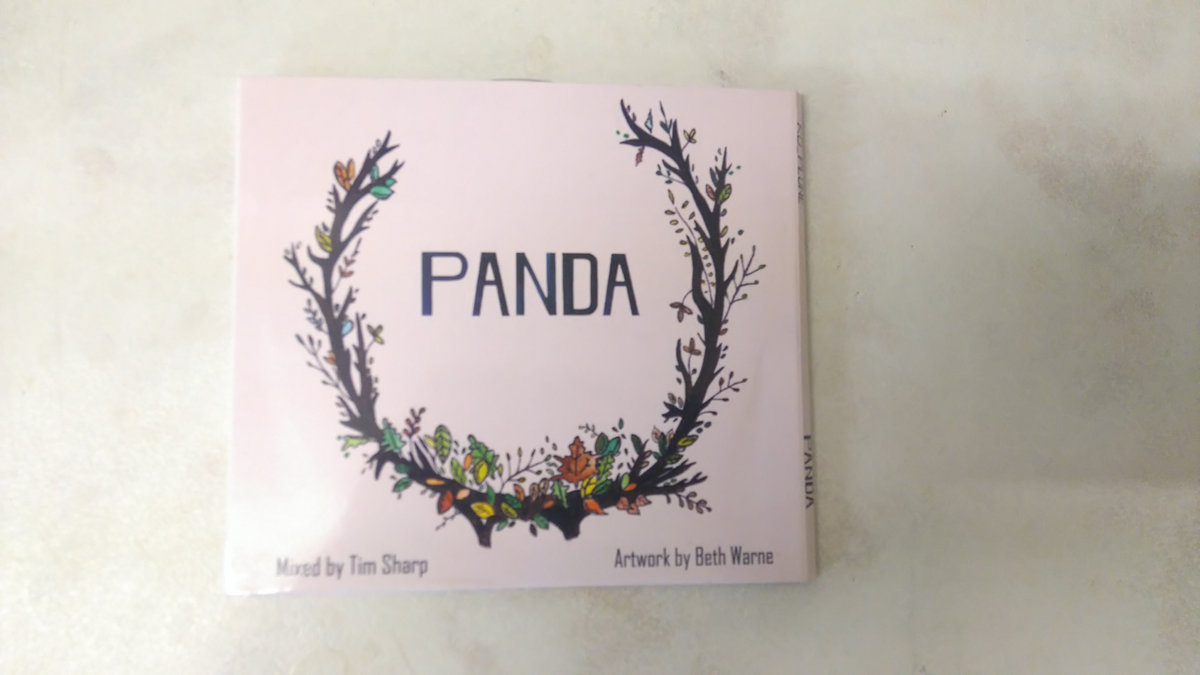 PANDA
Mixed by Tim Sharp
Artwork by Beth Warne
PANDA